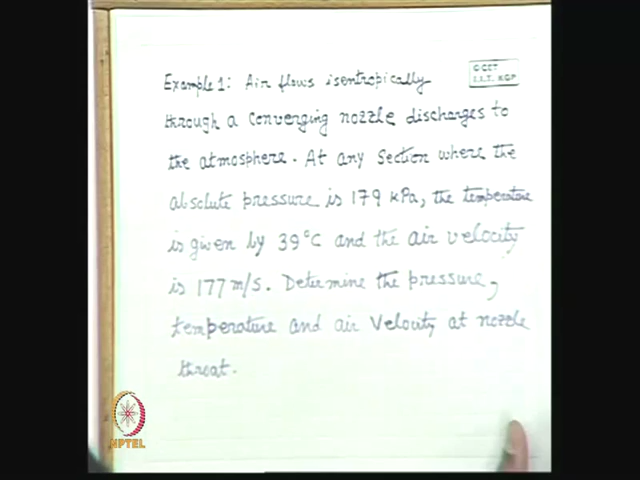 Example 1: Air flows isentropically
through a converging nozzle discharges to
the atmosphere. At any section where the
absolute pressure is 179 kPa, the temperature
is given by 39°C and the air velocity
is 177 m/s. Determine the pressure,
temperature and air velocity at nozzle
throat.
C-CET
I.I.T. KGP
NPTEL